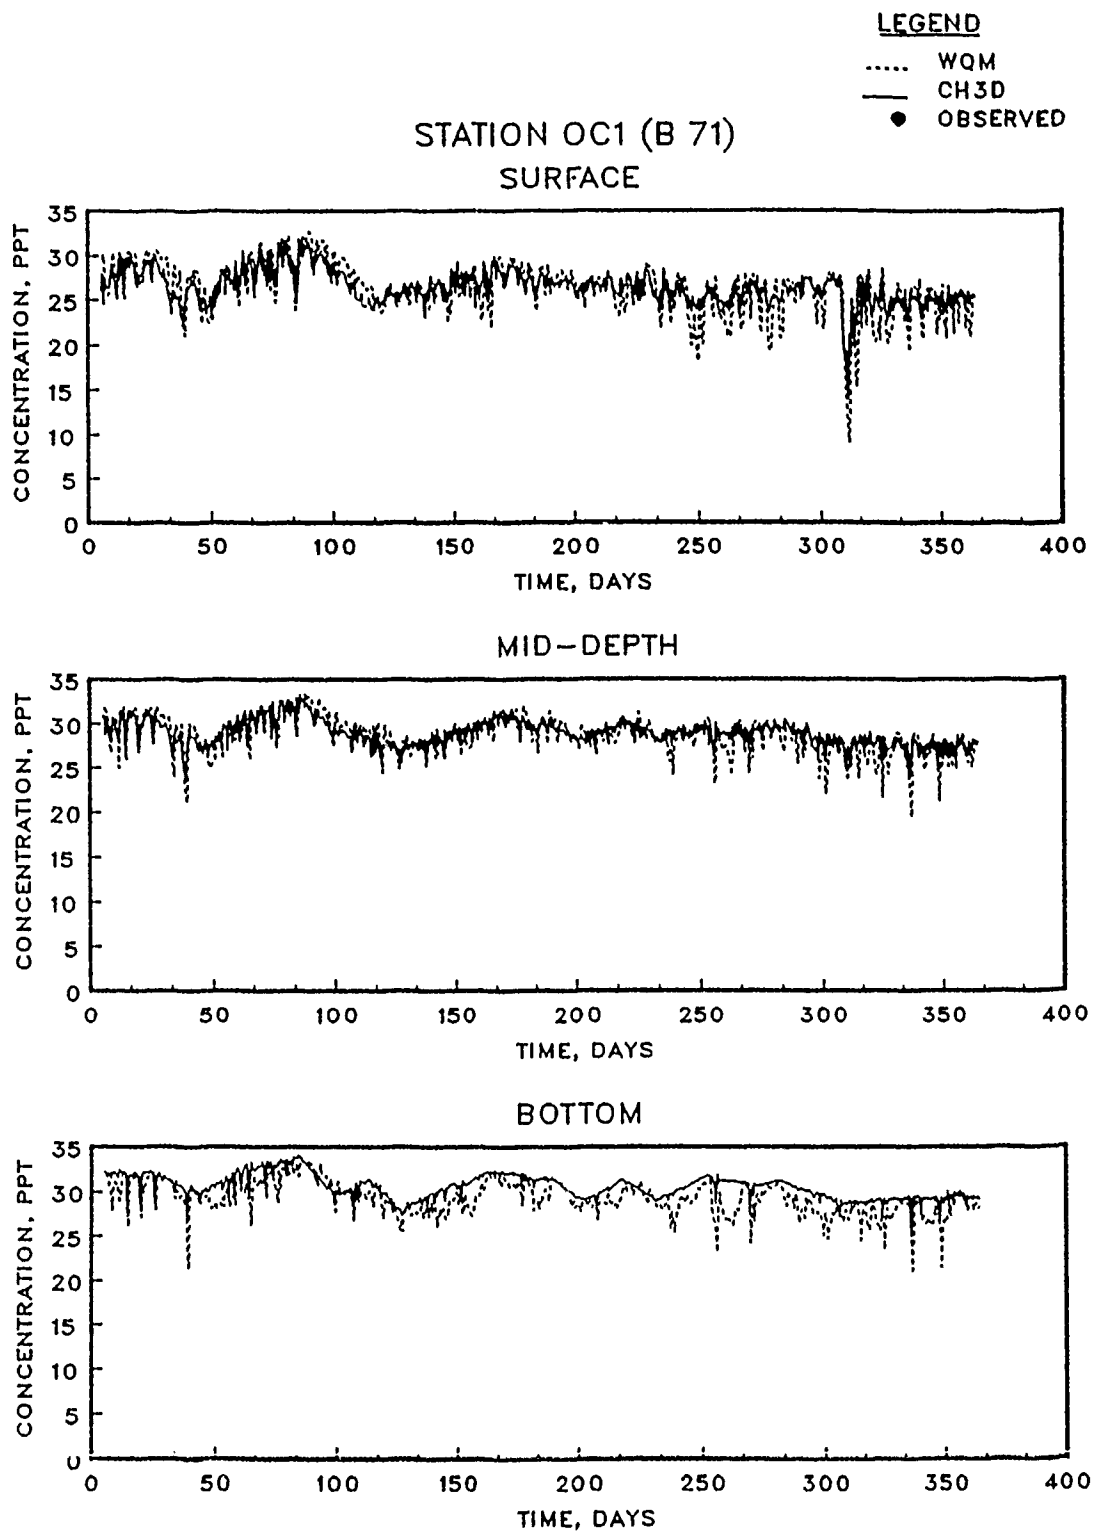 LEGEND
WQM
CH3D
OBSERVED
STATION OC1 (B 71)
SURFACE
CONCENTRATION, PPT
35
30
25
20
15
10
5
0
0 50 100 150 200 250 300 350 400
TIME, DAYS
MID-DEPTH
CONCENTRATION, PPT
35
30
25
20
15
10
5
0
0 50 100 150 200 250 300 350 400
TIME, DAYS
BOTTOM
CONCENTRATION, PPT
35
30
25
20
15
10
5
0
0 50 100 150 200 250 300 350 400
TIME, DAYS